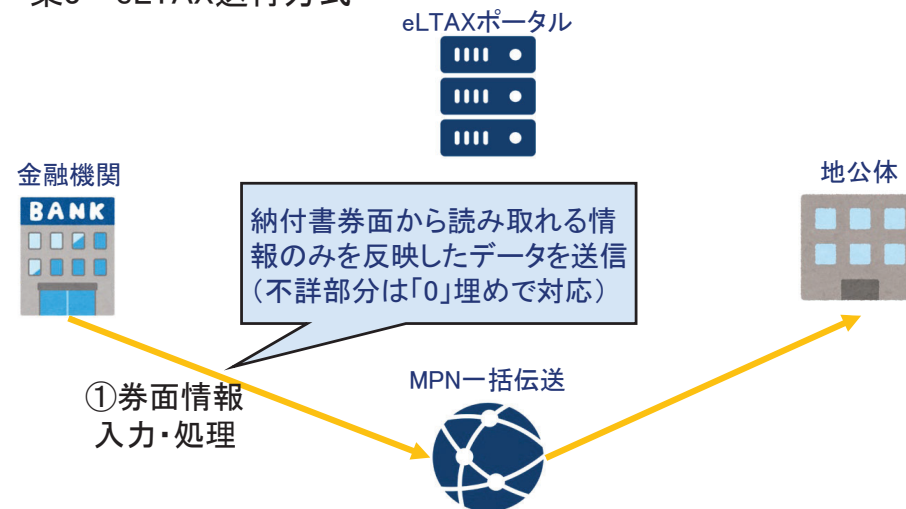 eLTAXポータル
金融機関
BANK
地公体
納付書券面から読み取れる情
報のみを反映したデータを送信
（不詳部分は「0」埋めで対応）
MPN一括伝送
①券面情報
入力・処理